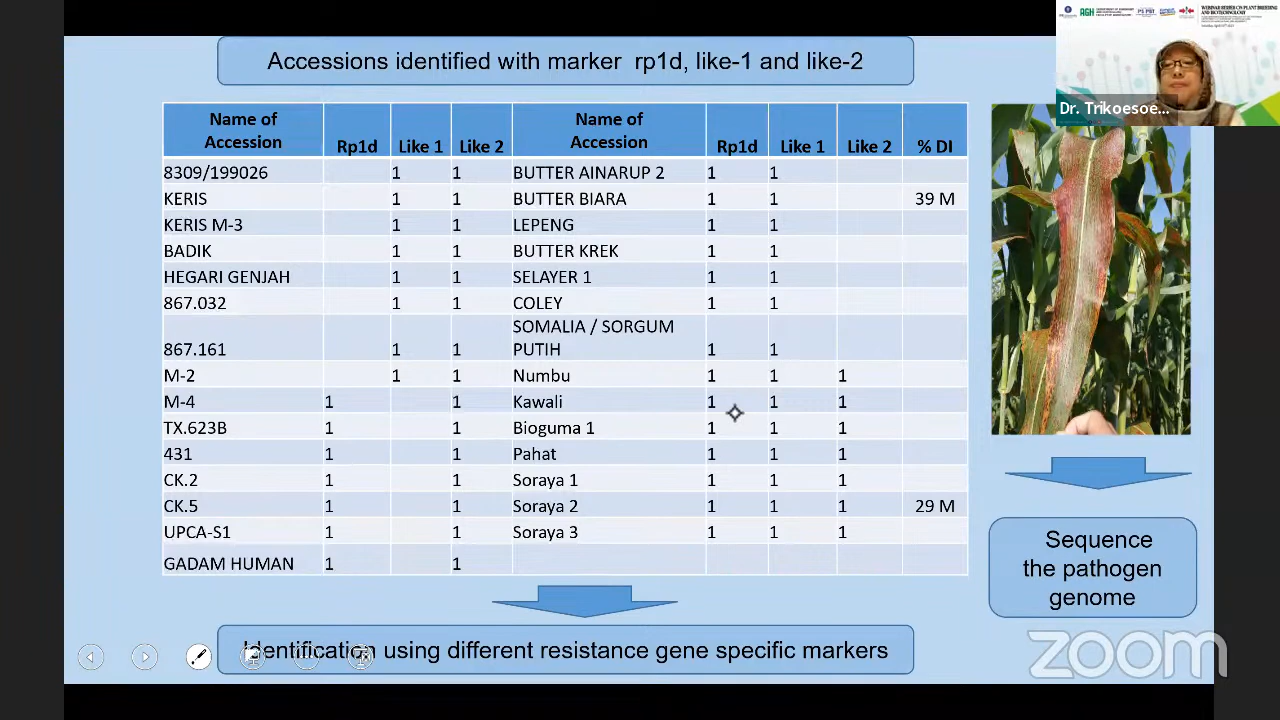 Accessions identified with marker rp1d, like-1 and like-2
AGH
WEBINAR SERIES ON PLANT BREEDING
AND BIOTECHNOLOGY
Dr. Trikoesoe...
Name of Accession Rp1d Like 1 Like 2 Name of Accession Rp1d Like 1 Like 2 % DI
8309/199026 1 1 BUTTER AINARUP 2 1 1
KERIS 1 1 BUTTER BIARA 1 1 39 M
KERIS M-3 1 1 LEPENG 1 1
BADIK 1 1 BUTTER KREK 1 1
HEGARI GENJAH 1 1 SELAYER 1 1 1
867.032 1 1 COLEY 1 1
867.161 1 1 SOMALIA / SORGUM PUTIH 1 1
M-2 1 1 Numbu 1 1 1
M-4 1 1 Kawali 1 1 1
TX.623B 1 1 Bioguma 1 1 1 1
431 1 1 Pahat 1 1 1
CK.2 1 1 Soraya 1 1 1 1
CK.5 1 1 Soraya 2 1 1 1 29 M
UPCA-S1 1 1 Soraya 3 1 1 1
GADAM HUMAN 1 1
Sequence
the pathogen
genome
Identification using different resistance gene specific markers
zoom